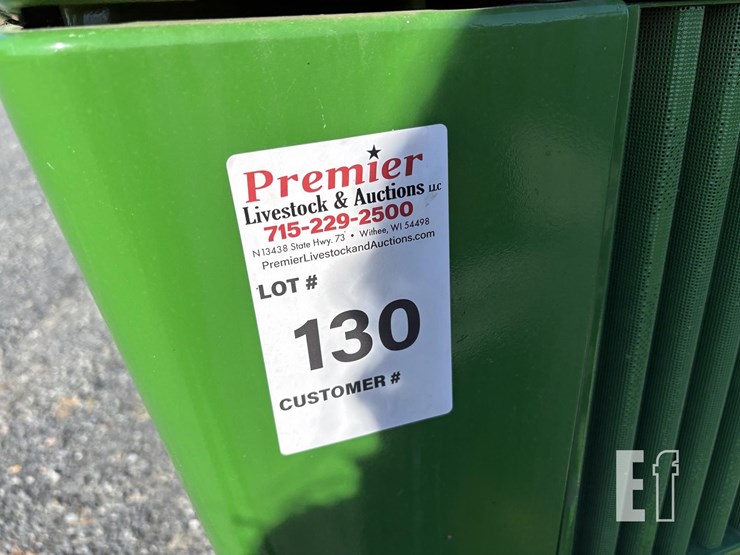 Premier
Livestock & Auctions LLC
715-229-2500
N13438 State Hwy. 73 • Withee, WI 54498
PremierLivestockandAuctions.com
LOT #
130
CUSTOMER #
Ef